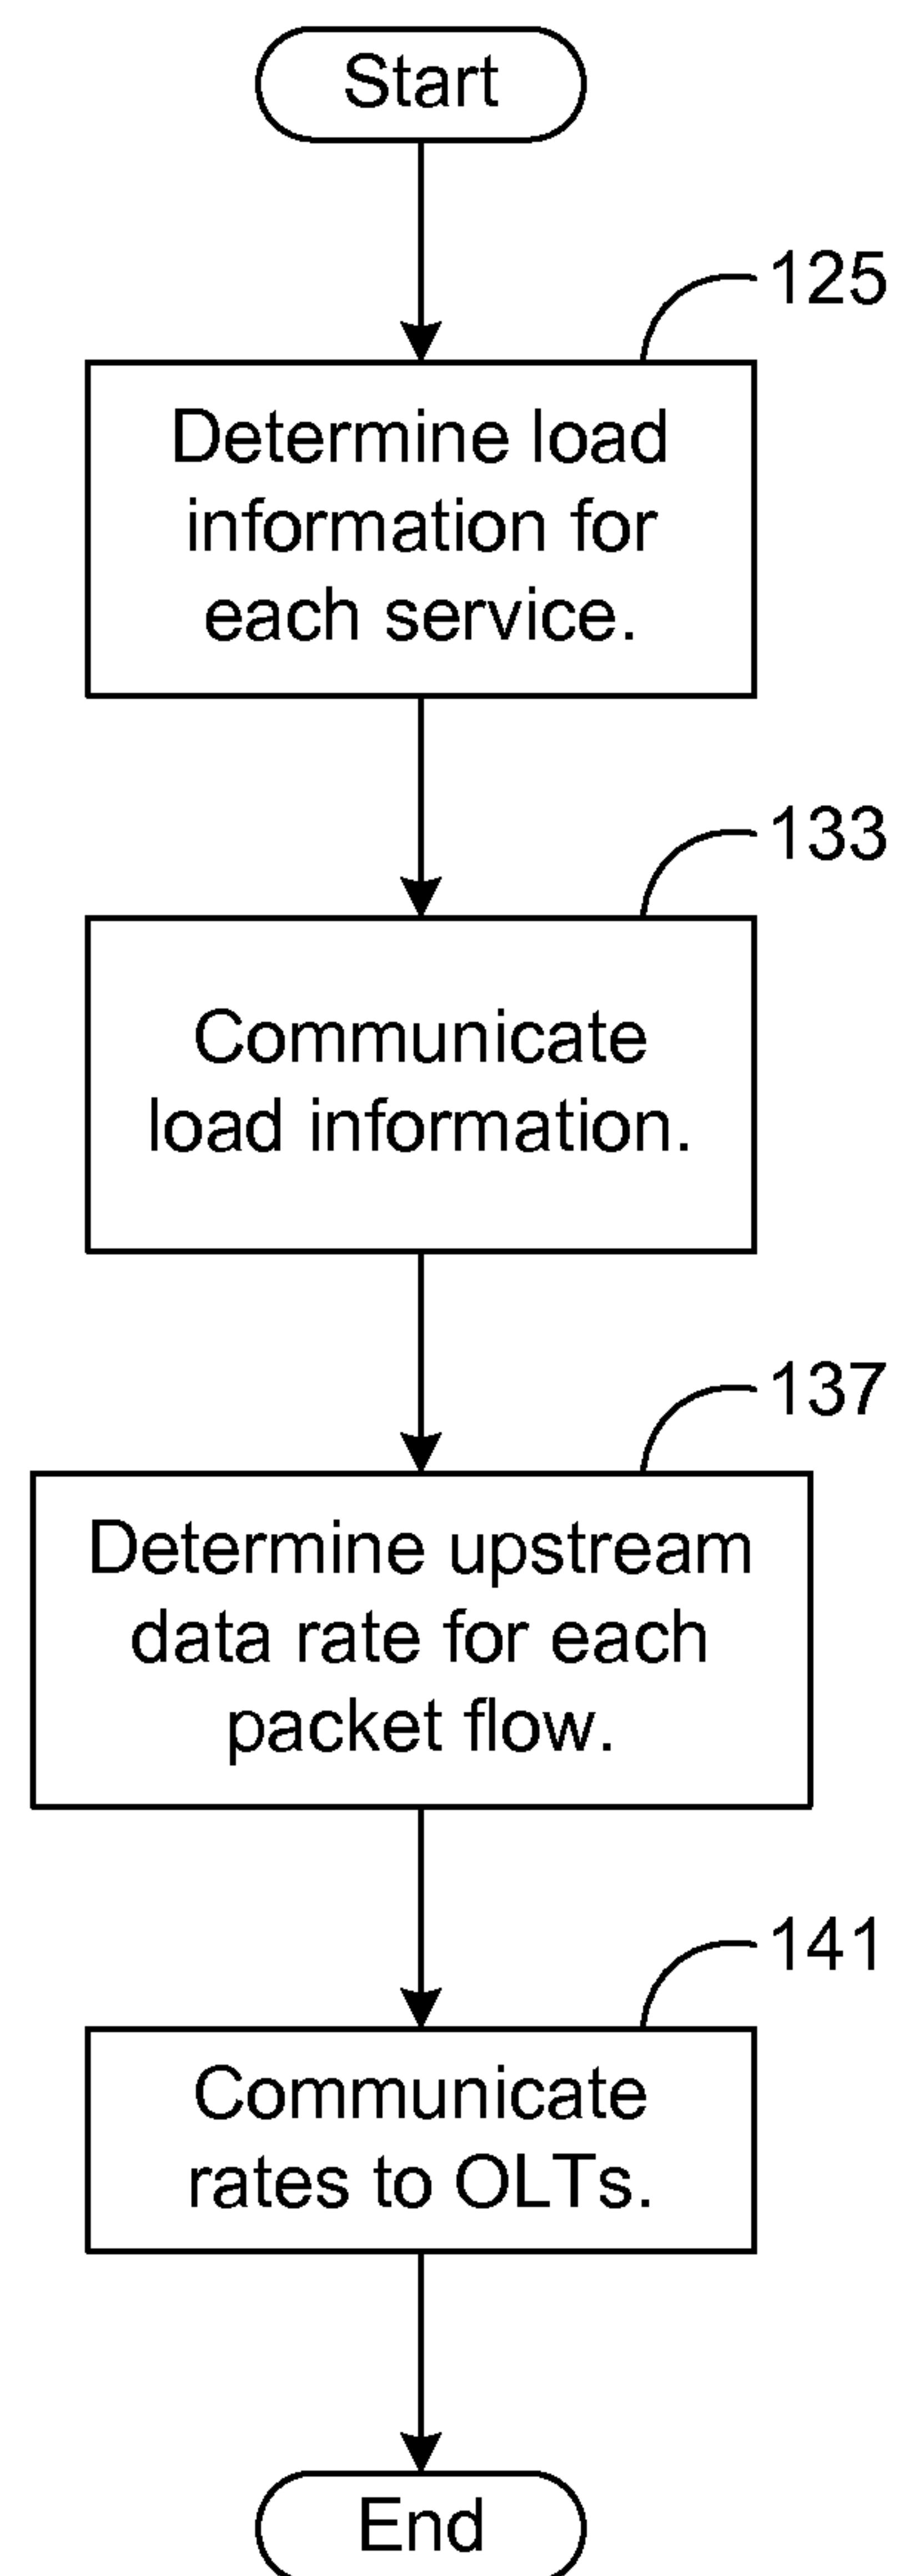 Start
125
Determine load
information for
each service.
133
Communicate
load information.
137
Determine upstream
data rate for each
packet flow.
141
Communicate
rates to OLTs.
End